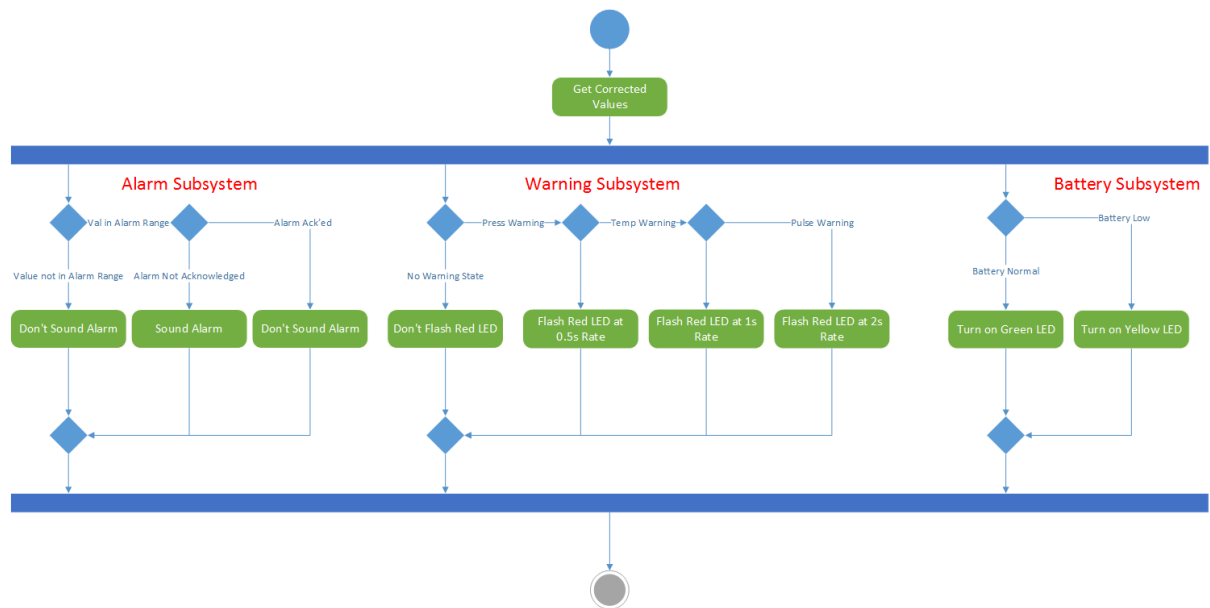 Get Corrected
Values
Alarm Subsystem
Warning Subsystem
Battery Subsystem
Val in Alarm Range
Alarm Ack'ed
Press Warning
Temp Warning
Pulse Warning
Battery Low
Value not in Alarm Range
Alarm Not Acknowledged
No Warning State
Battery Normal
Don't Sound Alarm
Sound Alarm
Don't Sound Alarm
Don't Flash Red LED
Flash Red LED at
0.5s Rate
Flash Red LED at 1s
Rate
Flash Red LED at 2s
Rate
Turn on Green LED
Turn on Yellow LED